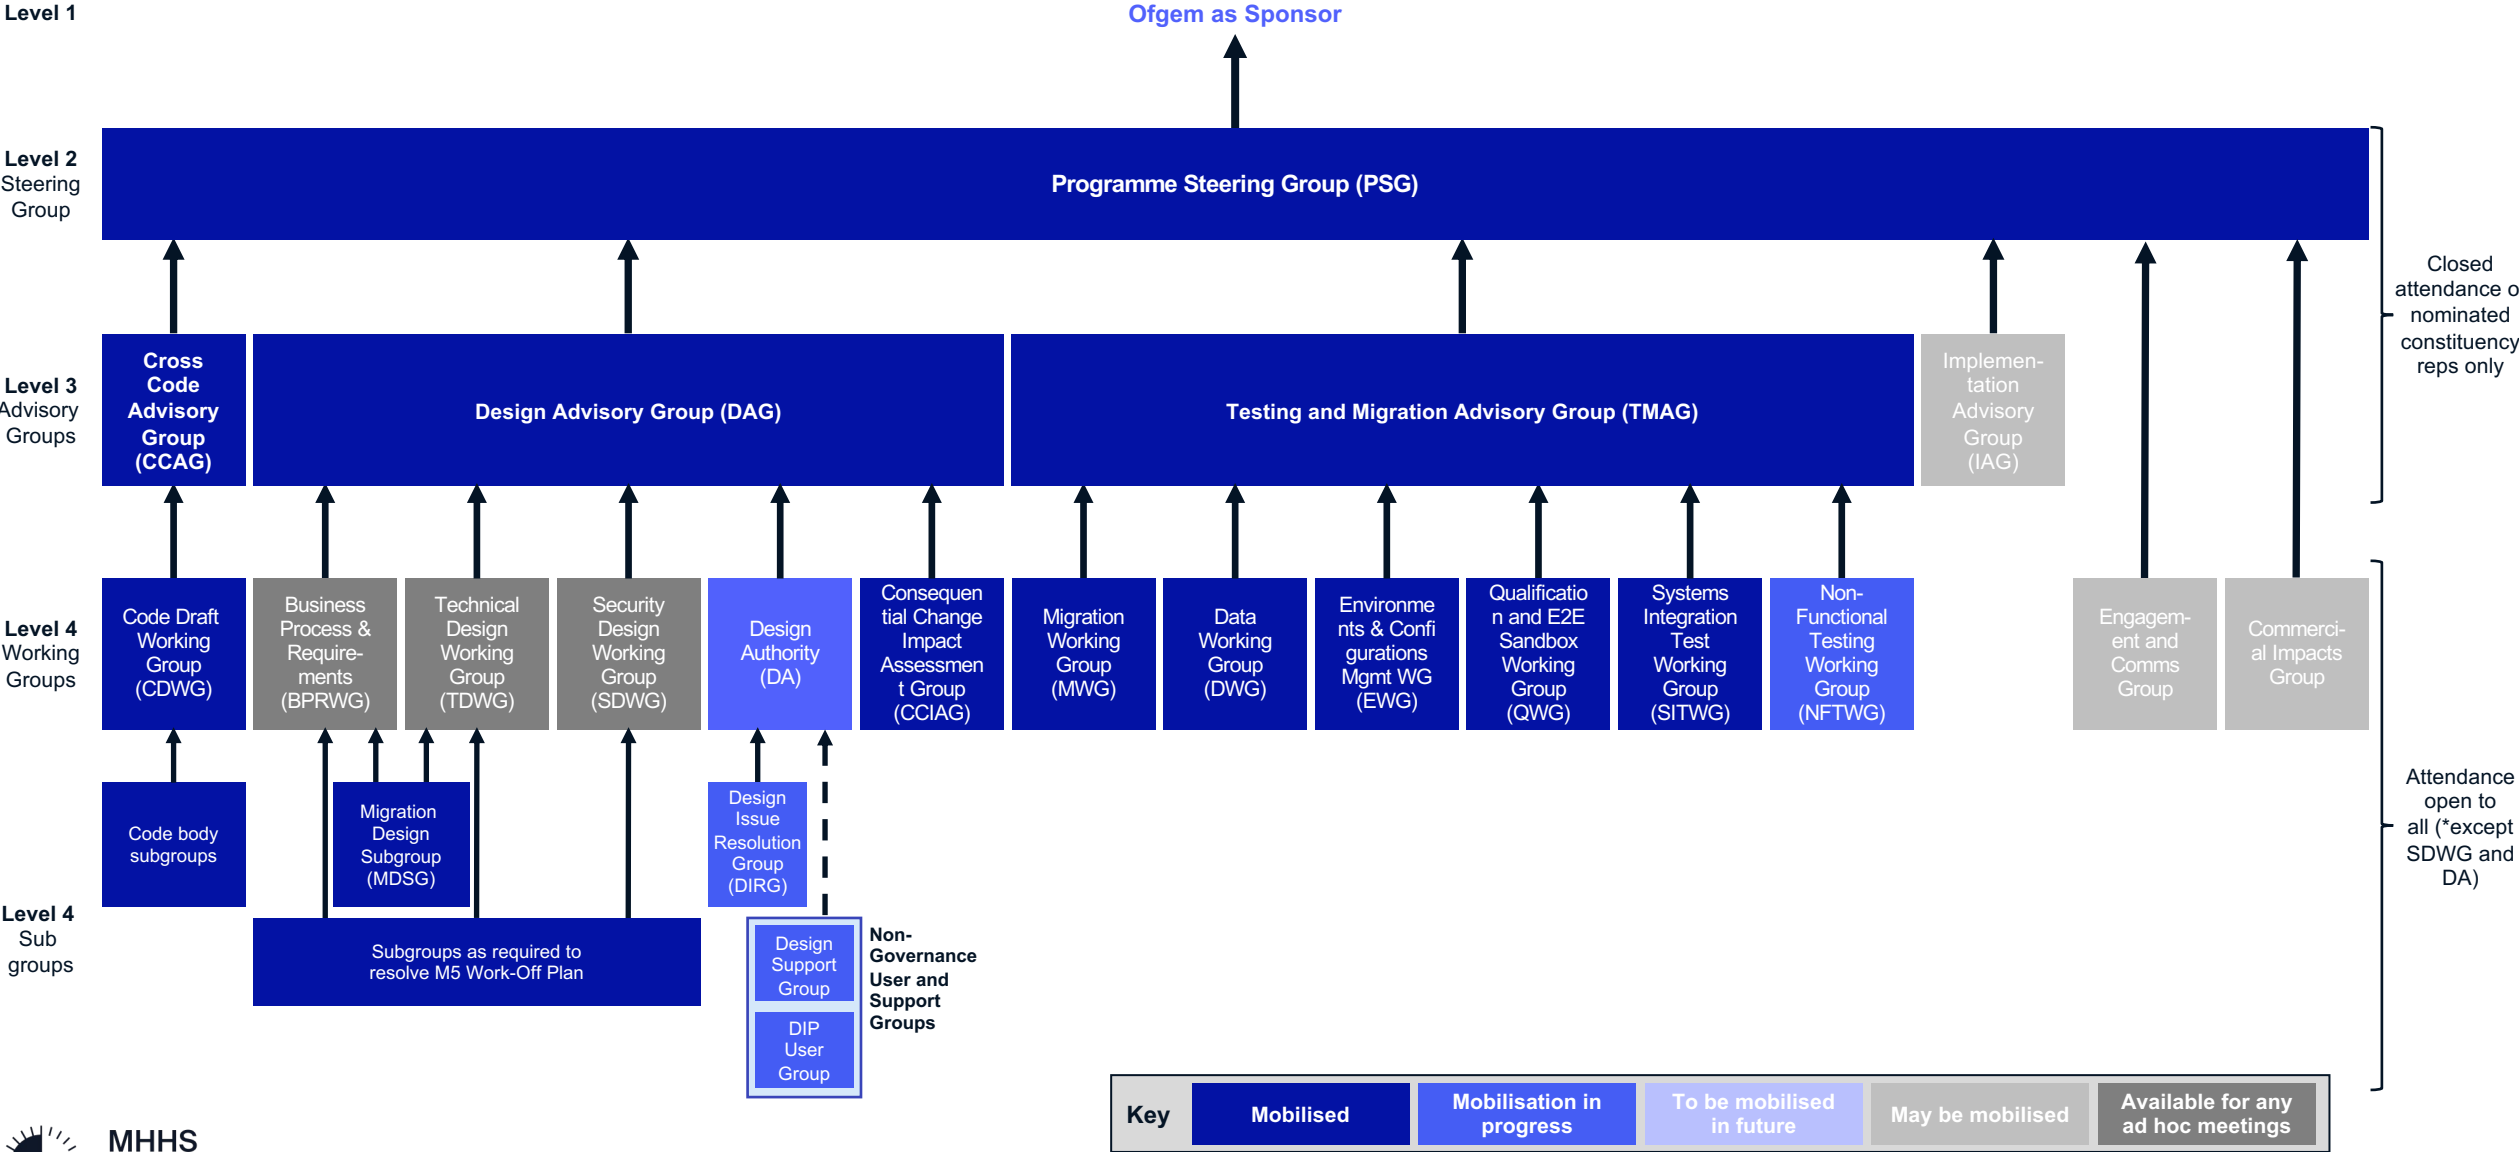 Level 1
Ofgem as Sponsor
Level 2
Steering
Group
Programme Steering Group (PSG)
Closed
attendance o
nominated
constituency
reps only
Level 3
Advisory
Groups
Cross
Code
Advisory
Group
(CCAG)
Design Advisory Group (DAG)
Testing and Migration Advisory Group (TMAG)
Implemen-
tation
Advisory
Group
(IAG)
Level 4
Working
Groups
Code Draft
Working
Group
(CDWG)
Business
Process &
Require-
ments
(BPRWG)
Technical
Design
Working
Group
(TDWG)
Security
Design
Working
Group
(SDWG)
Design
Authority
(DA)
Consequen
tial Change
Impact
Assessmen
t Group
(CCIAG)
Migration
Working
Group
(MWG)
Data
Working
Group
(DWG)
Environme
nts & Confi
gurations
Mgmt WG
(EWG)
Qualificatio
n and E2E
Sandbox
Working
Group
(QWG)
Systems
Integration
Test
Working
Group
(SITWG)
Non-
Functional
Testing
Working
Group
(NFTWG)
Engagem-
ent and
Comms
Group
Commerci-
al Impacts
Group
Attendance
open to
all (*except
SDWG and
DA)
Level 4
Sub
groups
Code body
subgroups
Migration
Design
Subgroup
(MDSG)
Subgroups as required to
resolve M5 Work-Off Plan
Design
Issue
Resolution
Group
(DIRG)
Design
Support
Group
DIP
User
Group
Non-
Governance
User and
Support
Groups
Key
Mobilised
Mobilisation in
progress
To be mobilised
in future
May be mobilised
Available for any
ad hoc meetings
MHHS